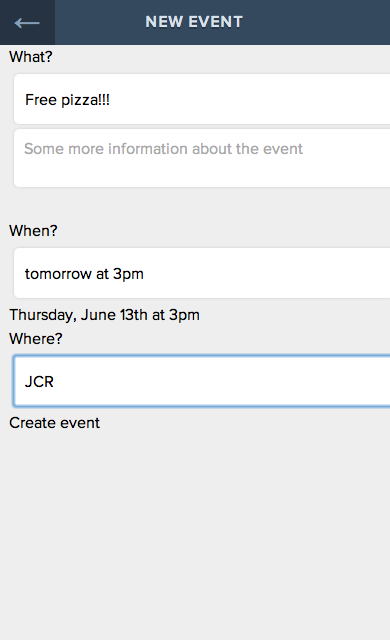 NEW EVENT
What?
Free pizza!!!
Some more information about the event
When?
tomorrow at 3pm
Thursday, June 13th at 3pm
Where?
JCR
Create event